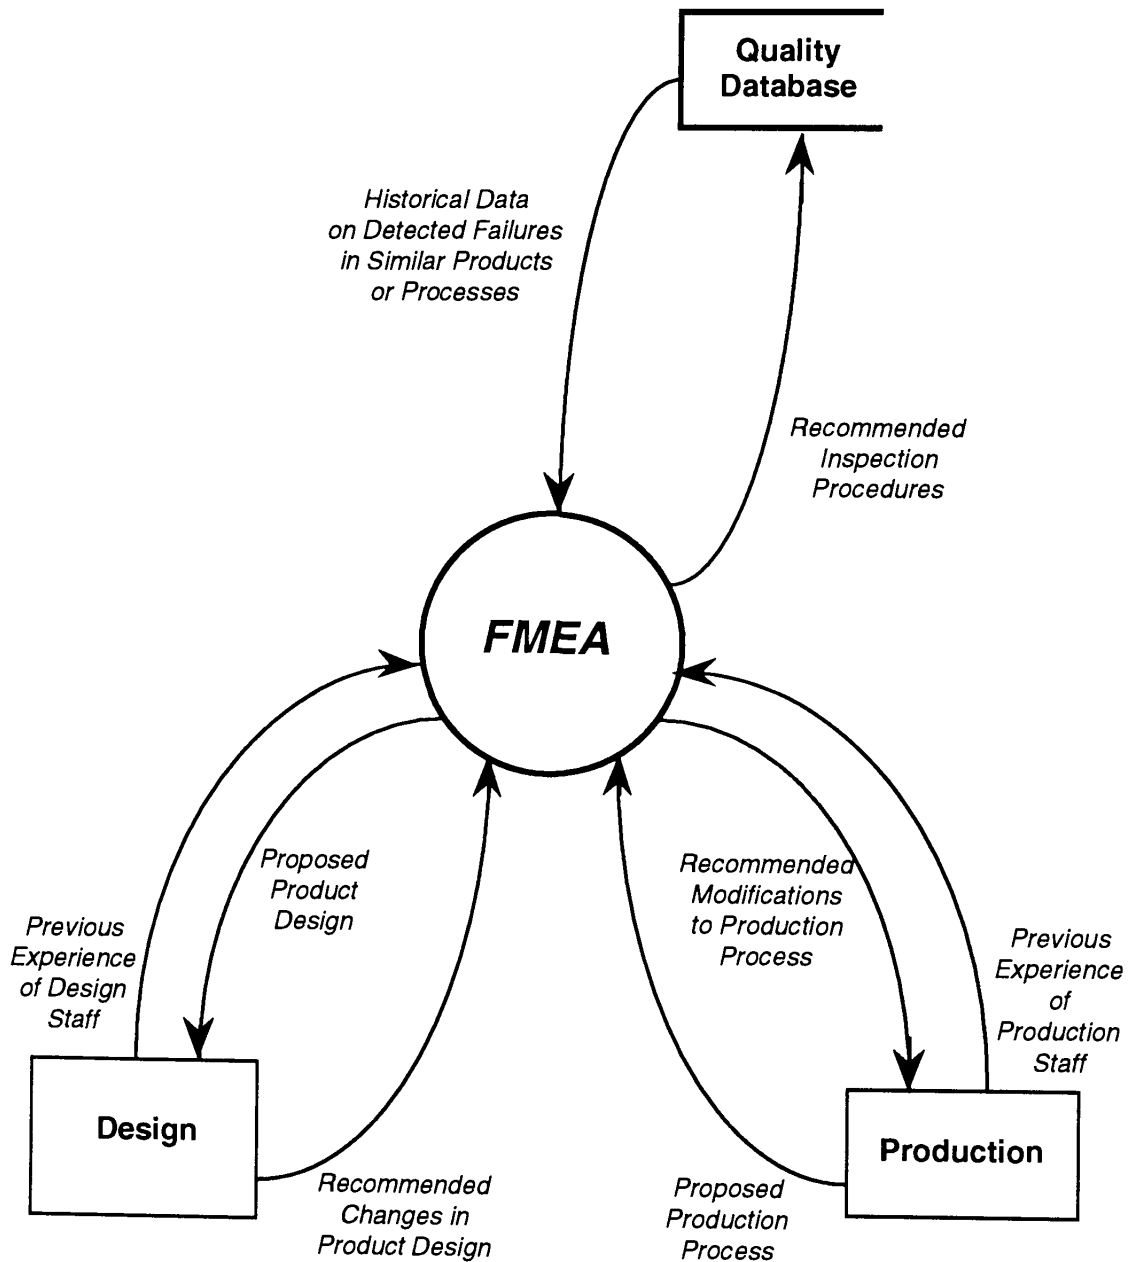 Quality
Database
Historical Data
on Detected Failures
in Similar Products
or Processes
Recommended
Inspection
Procedures
FMEA
Proposed
Product
Design
Recommended
Modifications
to Production
Process
Previous
Experience
of Design
Staff
Previous
Experience
of
Production
Staff
Design
Production
Recommended
Changes in
Product Design
Proposed
Production
Process